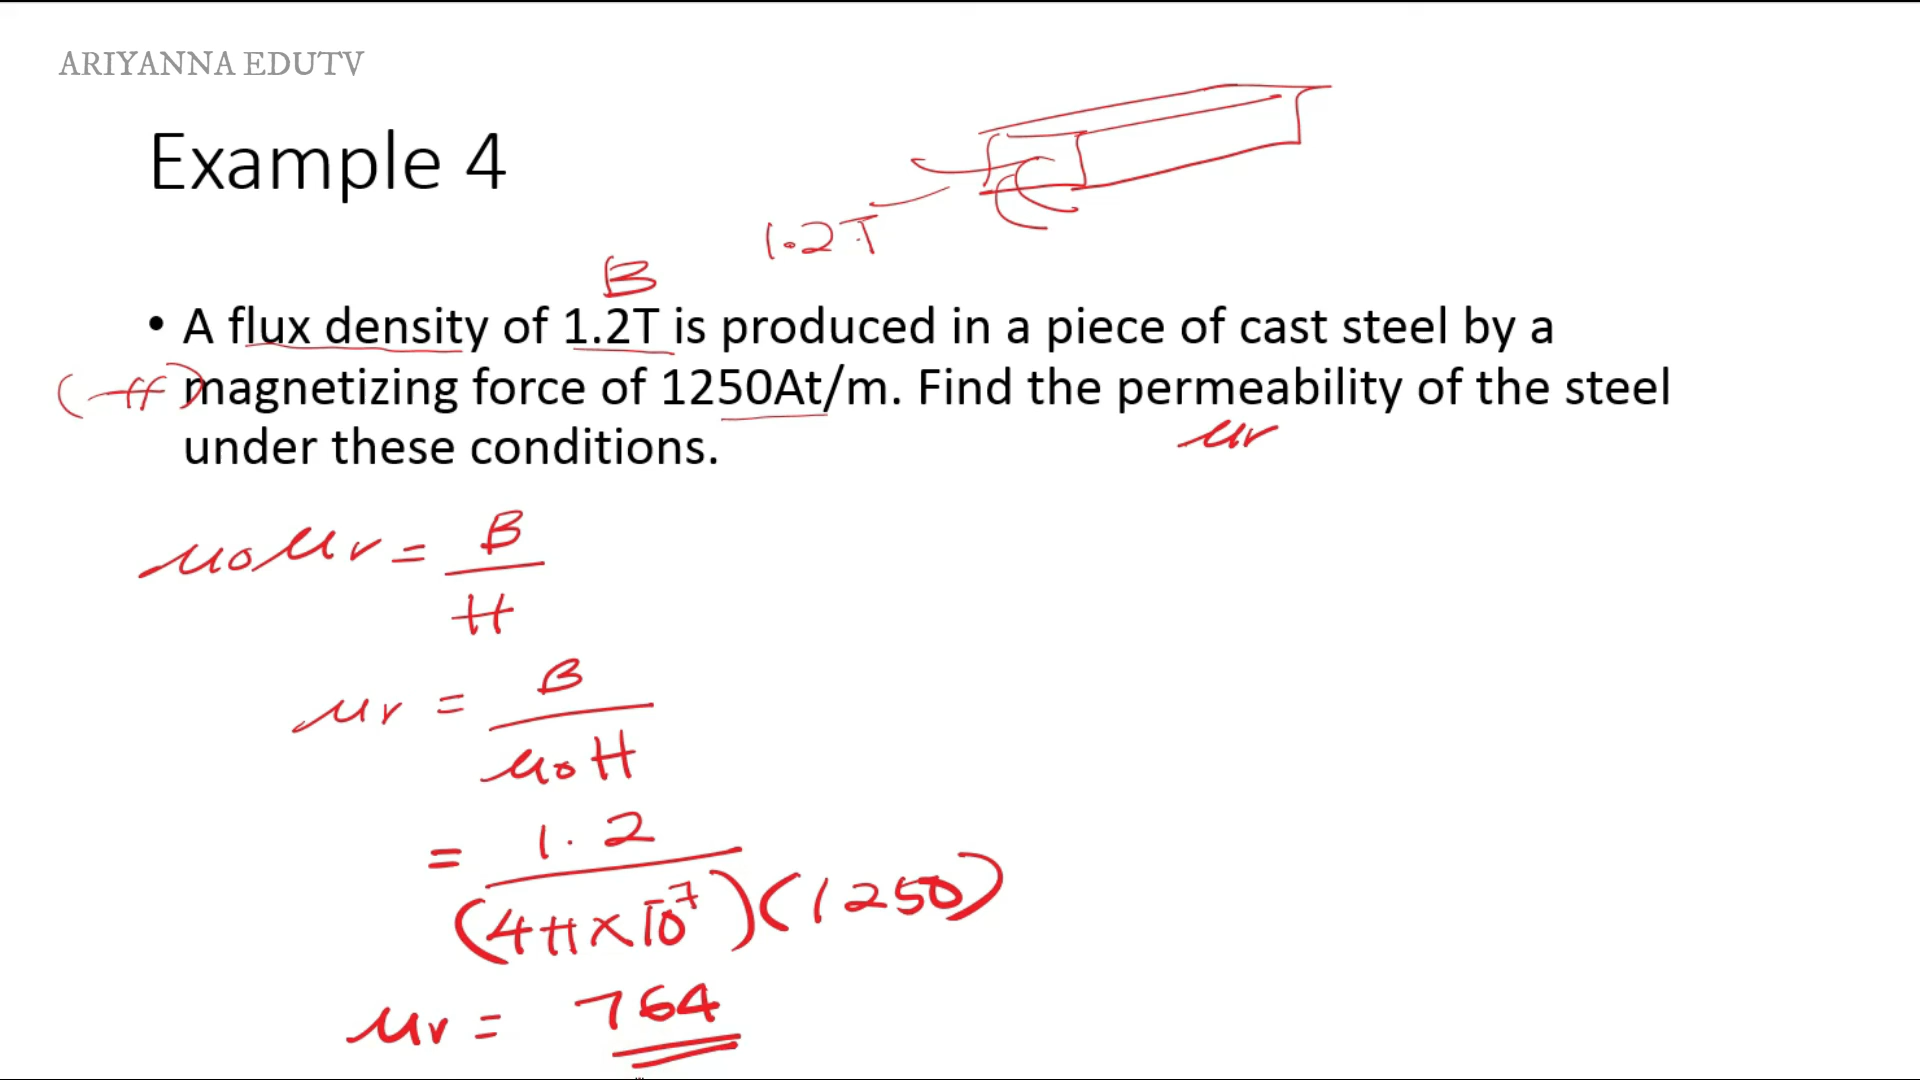 ARIYANNA EDUTV
Example 4
1.2T
B
• A flux density of 1.2T is produced in a piece of cast steel by a
(H) magnetizing force of 1250At/m. Find the permeability of the steel
μr
under these conditions.
μ0μr = B
H
μr = B
μ0H
= 1.2
(4π×10⁻⁷)(1250)
μr = 764